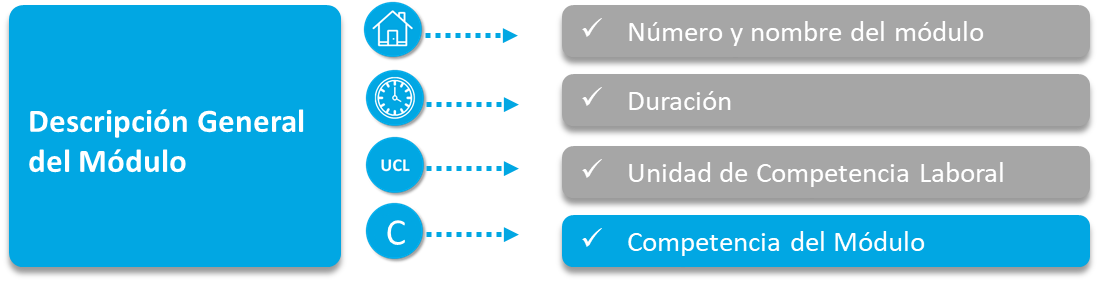 Descripción General
del Módulo
✓ Número y nombre del módulo
✓ Duración
UCL
✓ Unidad de Competencia Laboral
C
✓ Competencia del Módulo